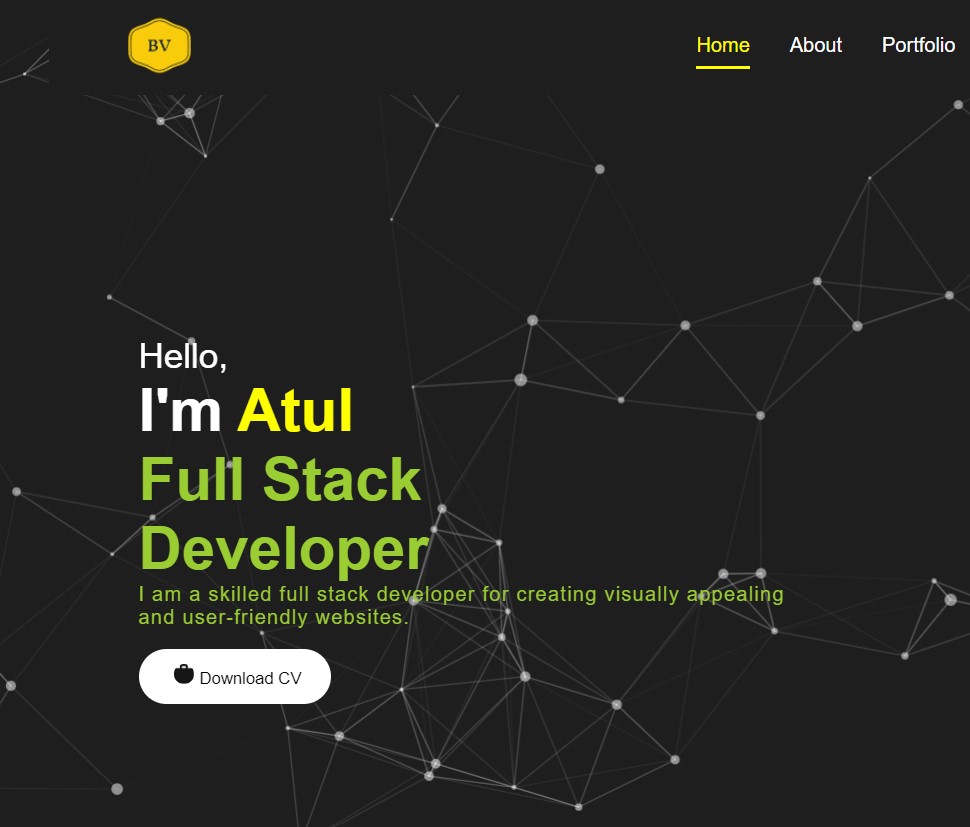 BV
Home About Portfolio
Hello,
I'm Atul
Full Stack
Developer
I am a skilled full stack developer for creating visually appealing
and user-friendly websites.
Download CV